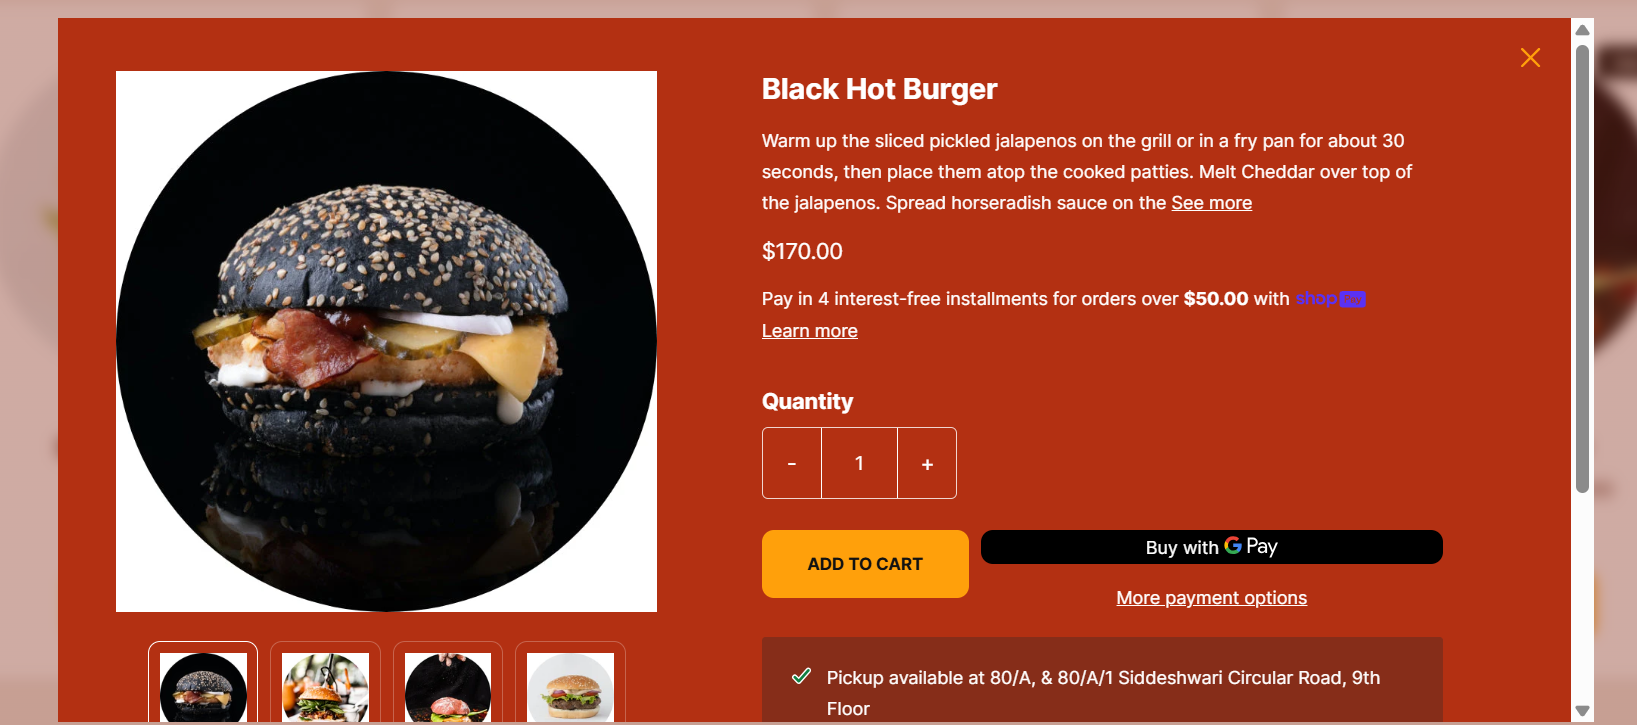 Black Hot Burger
Warm up the sliced pickled jalapenos on the grill or in a fry pan for about 30
seconds, then place them atop the cooked patties. Melt Cheddar over top of
the jalapenos. Spread horseradish sauce on the See more
$170.00
Pay in 4 interest-free installments for orders over $50.00 with shop Pay
Learn more
Quantity
- 1 +
ADD TO CART
Buy with G Pay
More payment options
Pickup available at 80/A, & 80/A/1 Siddeshwari Circular Road, 9th
Floor